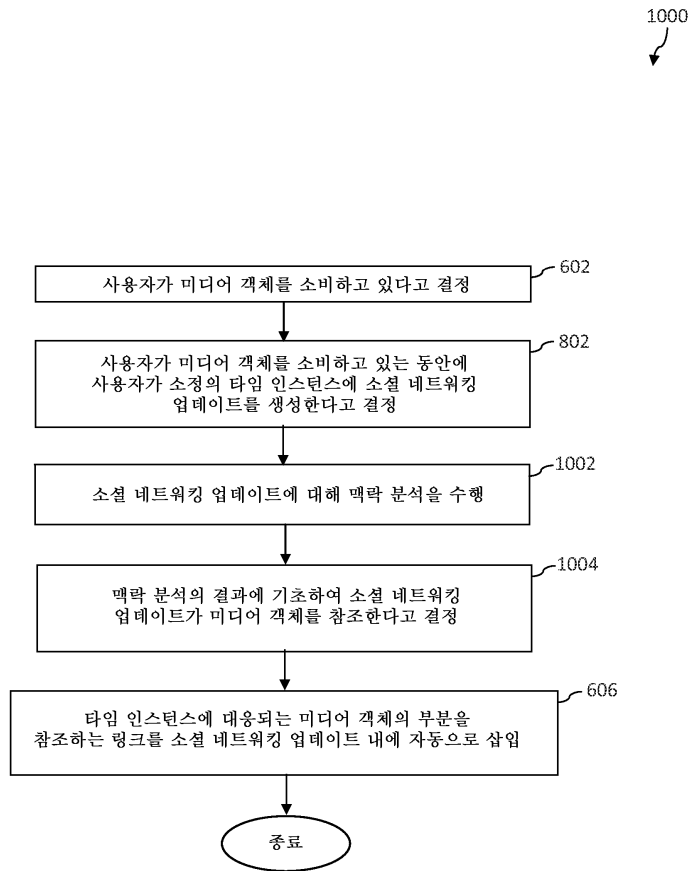 1000
602
사용자가 미디어 객체를 소비하고 있다고 결정
802
사용자가 미디어 객체를 소비하고 있는 동안에
사용자가 소정의 타임 인스턴스에 소셜 네트워킹
업데이트를 생성한다고 결정
1002
소셜 네트워킹 업데이트에 대해 맥락 분석을 수행
1004
맥락 분석의 결과에 기초하여 소셜 네트워킹
업데이트가 미디어 객체를 참조한다고 결정
606
타임 인스턴스에 대응되는 미디어 객체의 부분을
참조하는 링크를 소셜 네트워킹 업데이트 내에 자동으로 삽입
종료